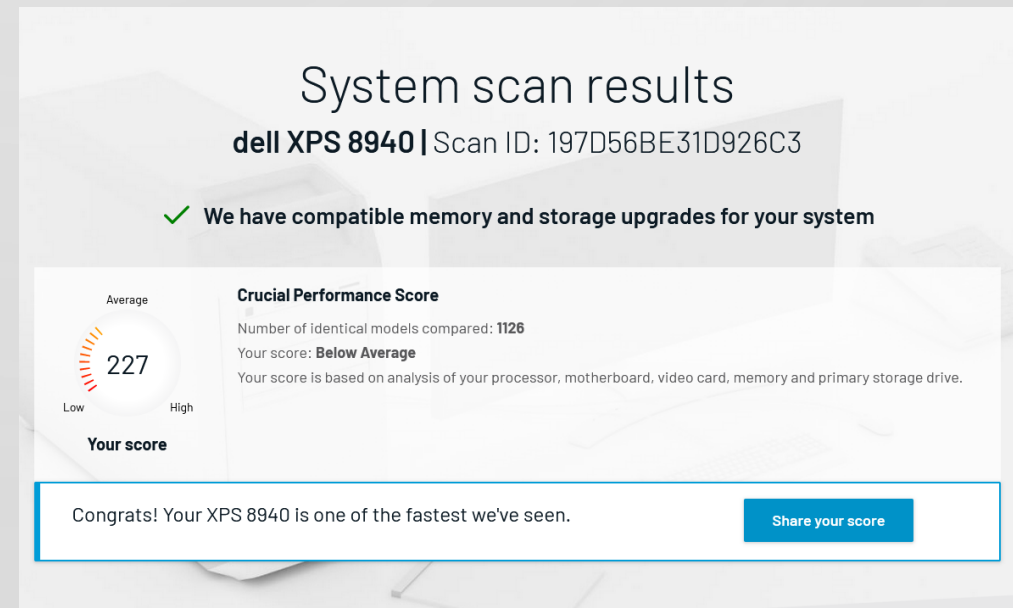 System scan results
dell XPS 8940 | Scan ID: 197D56BE31D926C3
We have compatible memory and storage upgrades for your system
Average
227
Low
High
Your score
Crucial Performance Score
Number of identical models compared: 1126
Your score: Below Average
Your score is based on analysis of your processor, motherboard, video card, memory and primary storage drive.
Congrats! Your XPS 8940 is one of the fastest we've seen.
Share your score